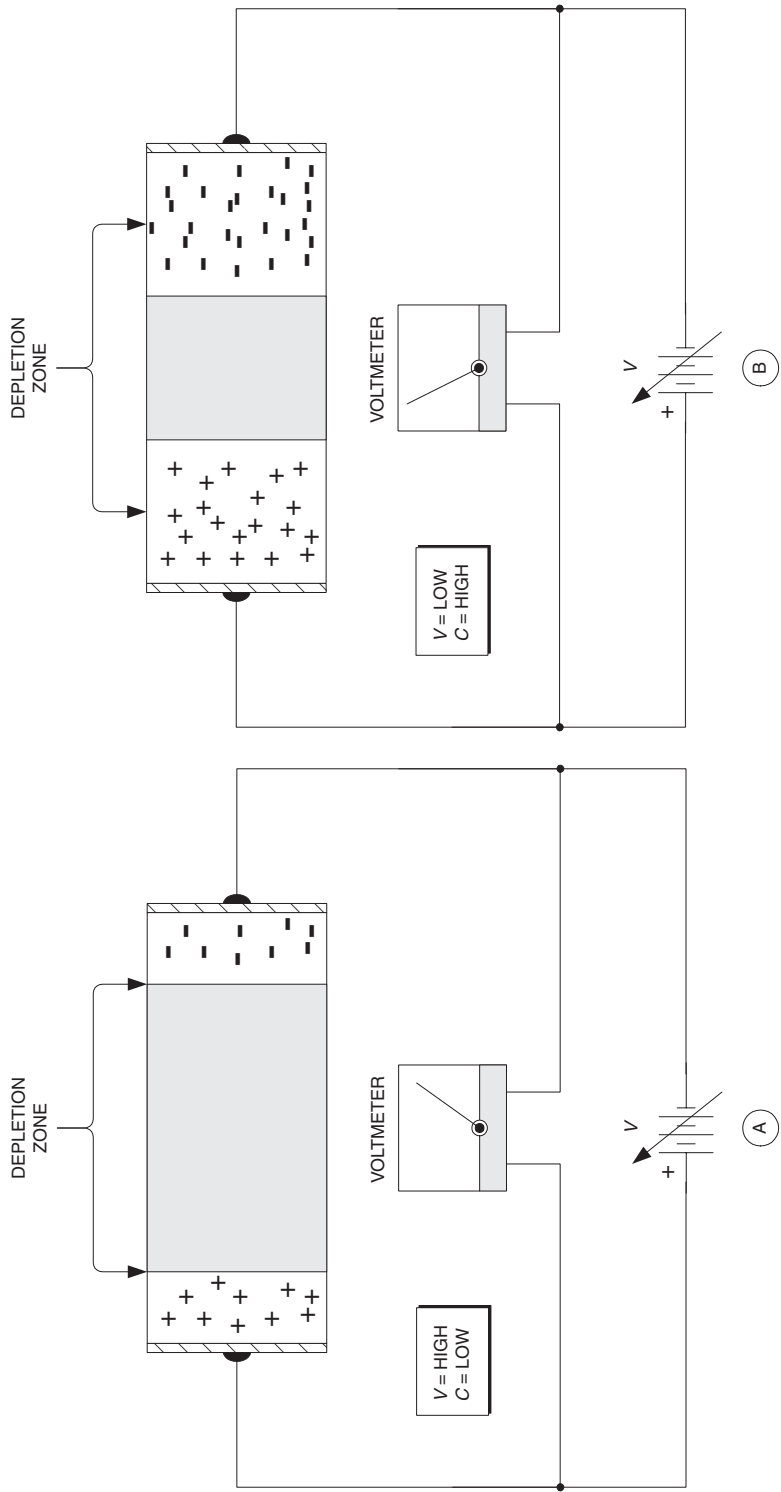 DEPLETION
ZONE
VOLTMETER
V = HIGH
C = LOW
+
V
A
DEPLETION
ZONE
VOLTMETER
V = LOW
C = HIGH
+
V
B